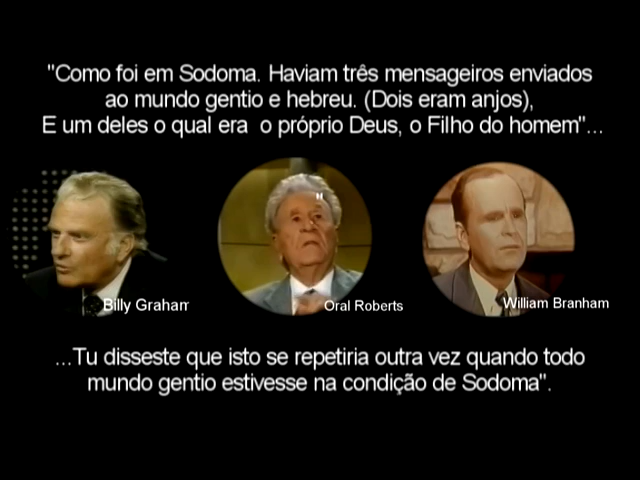 "Como foi em Sodoma. Haviam três mensageiros enviados
ao mundo gentio e hebreu. (Dois eram anjos),
E um deles o qual era o próprio Deus, o Filho do homem"...
Billy Graham
Oral Roberts
William Branham
...Tu disseste que isto se repetiria outra vez quando todo
mundo gentio estivesse na condição de Sodoma".